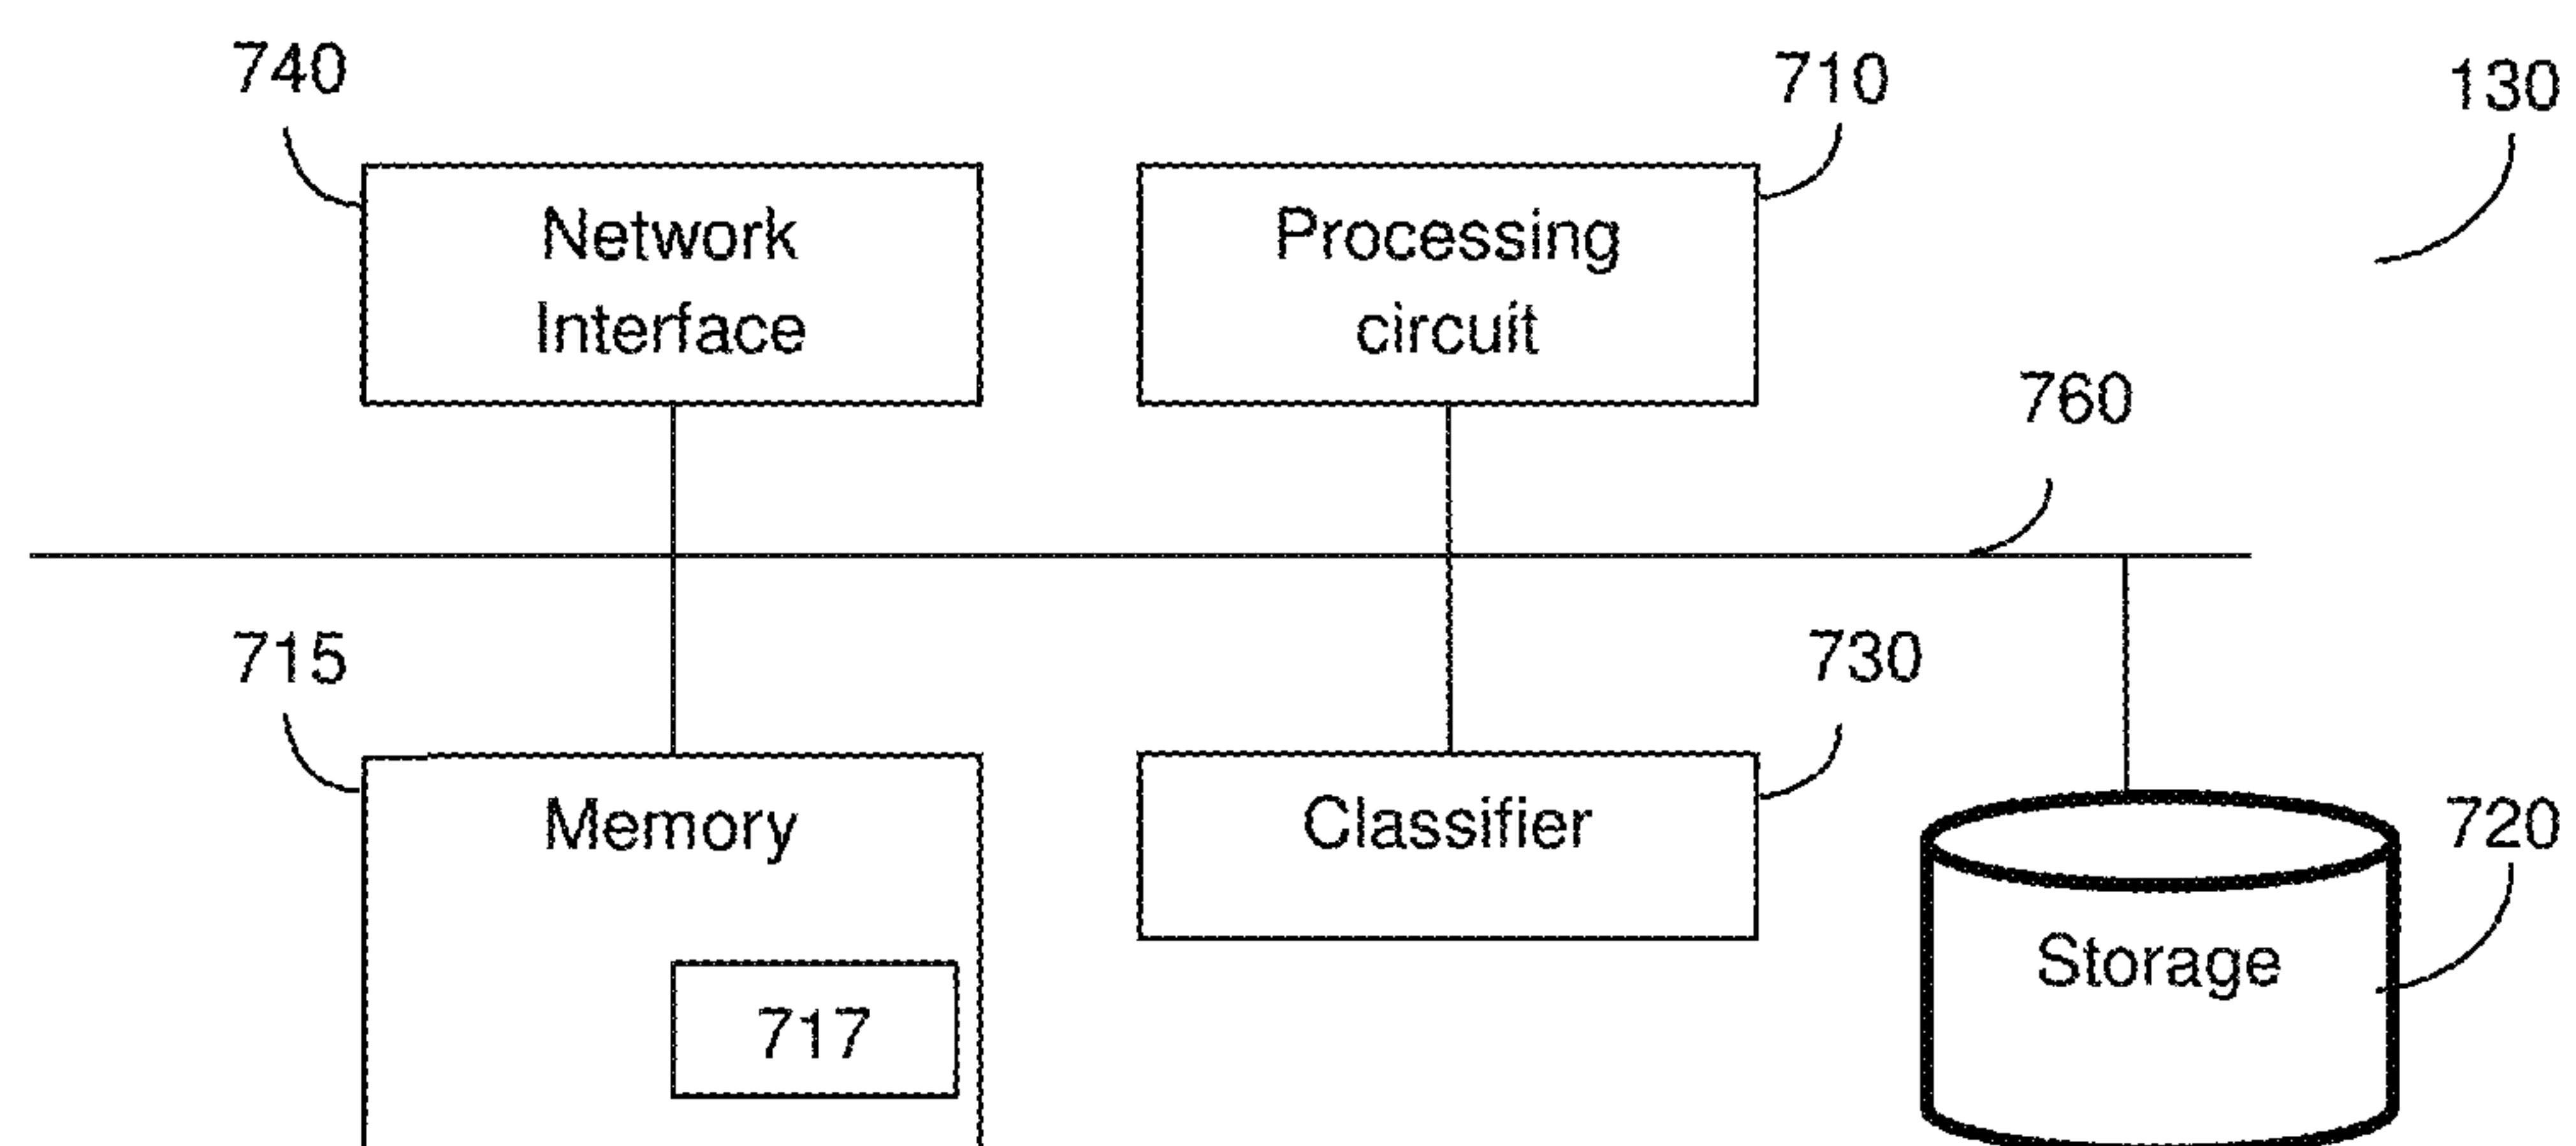 740
710
130
Network
Interface
Processing
circuit
760
715
730
Memory
Classifier
720
Storage
717